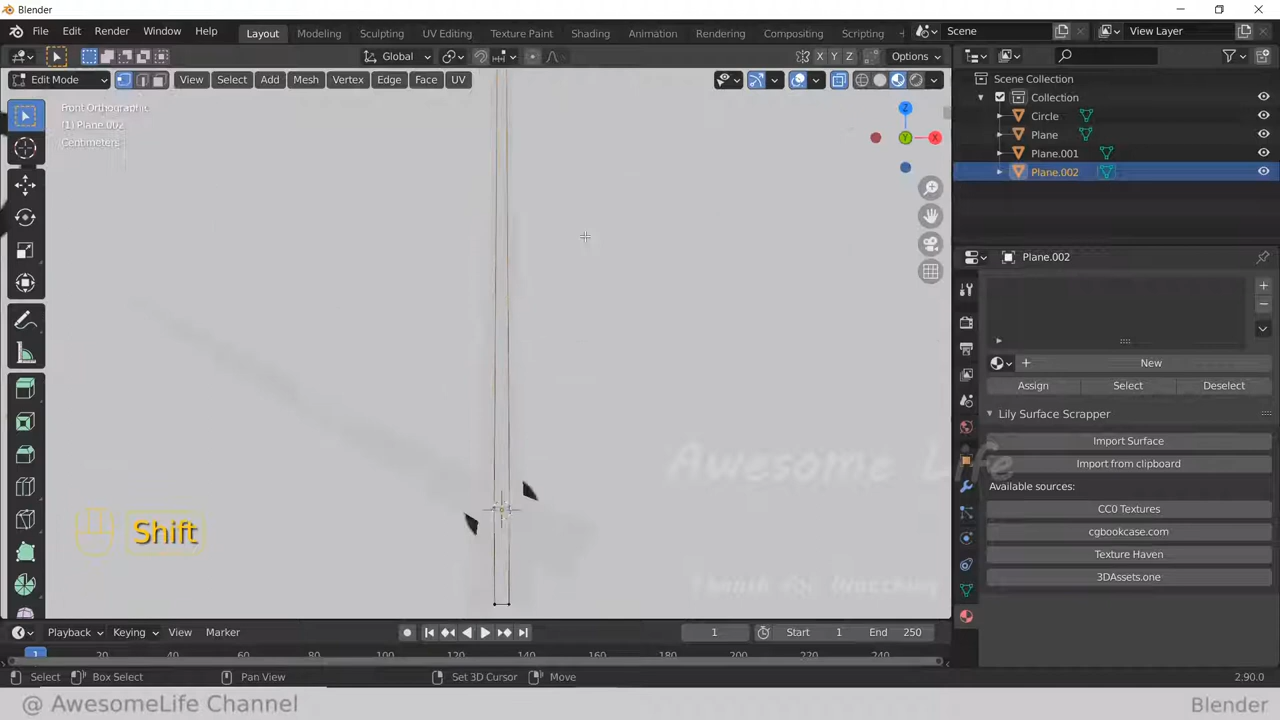 Blender
File Edit Render Window Help Layout Modeling Sculpting UV Editing Texture Paint Shading Animation Rendering Compositing Scripting Scene View Layer
Global X Y Z Options
Edit Mode View Select Add Mesh Vertex Edge Face UV
Front Orthographic
(1) Plane.002
Centimeters
Z
Y
X
Scene Collection
Collection
Circle
Plane
Plane.001
Plane.002
Plane.002
New
Assign Select Deselect
Lily Surface Scrapper
Import Surface
Import from clipboard
Available sources:
CC0 Textures
cgbookcase.com
Texture Haven
3DAssets.one
Awesome Life
Shift
Playback Keying View Marker 1 Start 1 End 250
1 20 40 60 80 100 120 140 160 180 200 220 240
Select Box Select Pan View Set 3D Cursor Move 2.90.0
@ AwesomeLife Channel Blender